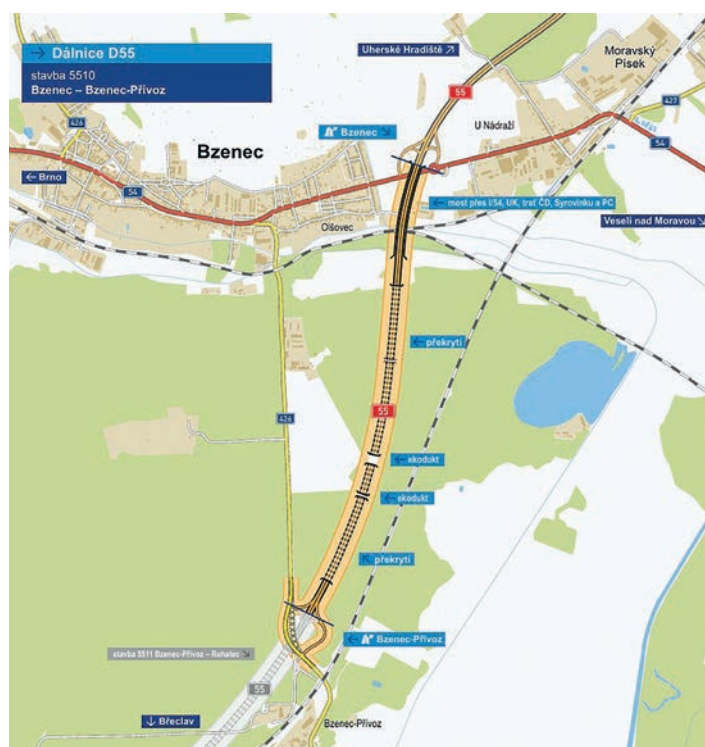 → Dálnice D55
stavba 5510
Bzenec – Bzenec-Přívoz
Uherské Hradiště ↗
Moravský
Písek
55
427
426
U Nádraží
← Bzenec ↘
Bzenec
54
← Brno
54
← most přes I/54, UK, trať ČD, Syrovinku a PC
Veselí nad Moravou ↘
Olšovec
← překrytí
55
426
← ekodukt
← ekodukt
↖ překrytí
← Bzenec-Přívoz
stavba 5511 Bzenec-Přívoz – Rohatec ↘
55
↓ Břeclav
Bzenec-Přívoz